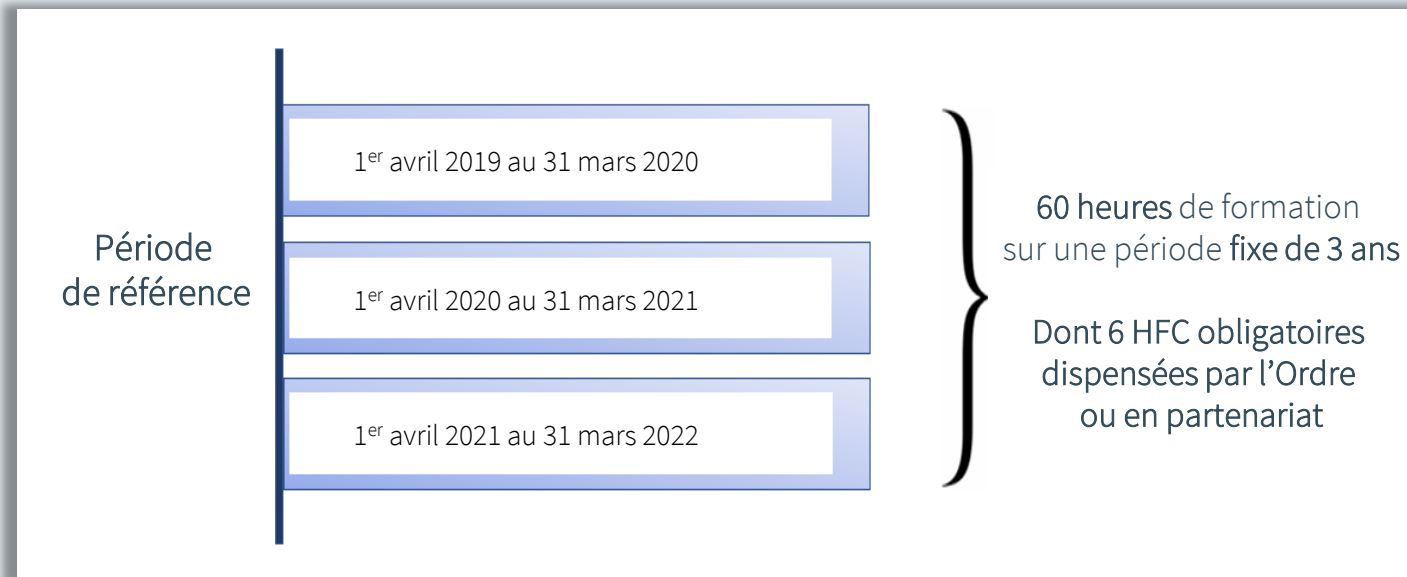 Période
de référence
1er avril 2019 au 31 mars 2020
1er avril 2020 au 31 mars 2021
1er avril 2021 au 31 mars 2022
60 heures de formation
sur une période fixe de 3 ans
Dont 6 HFC obligatoires
dispensées par l’Ordre
ou en partenariat